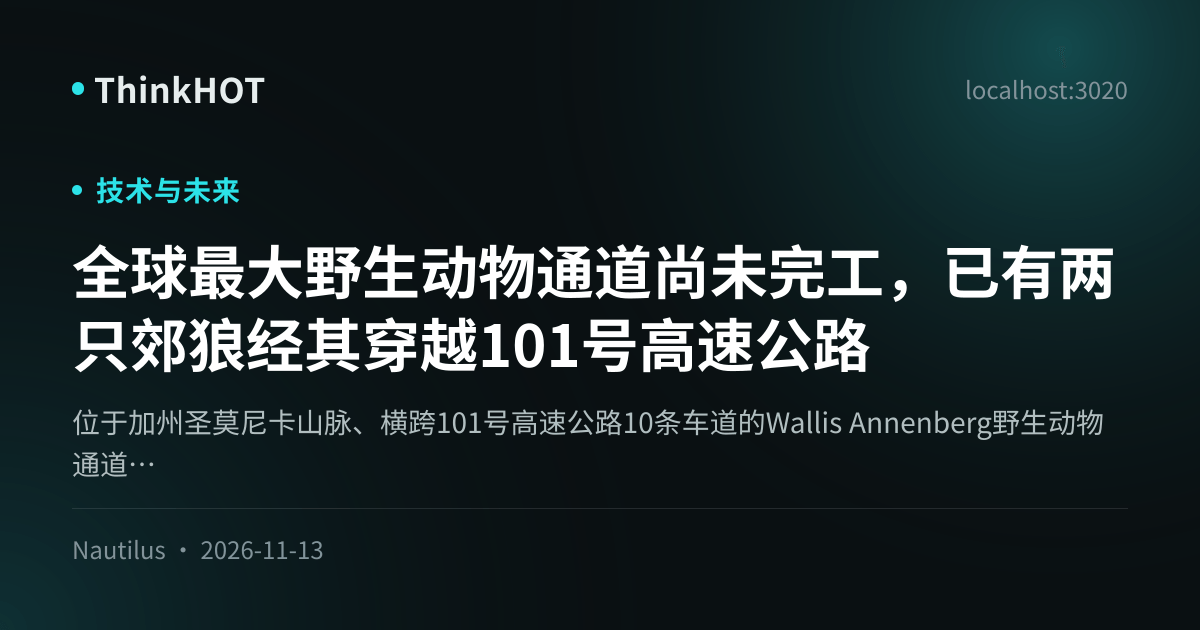 ThinkHOT
localhost:3020
技术与未来
全球最大野生动物通道尚未完工，已有两
只郊狼经其穿越101号高速公路
位于加州圣莫尼卡山脉、横跨101号高速公路10条车道的Wallis Annenberg野生动物
通道…
Nautilus · 2026-11-13